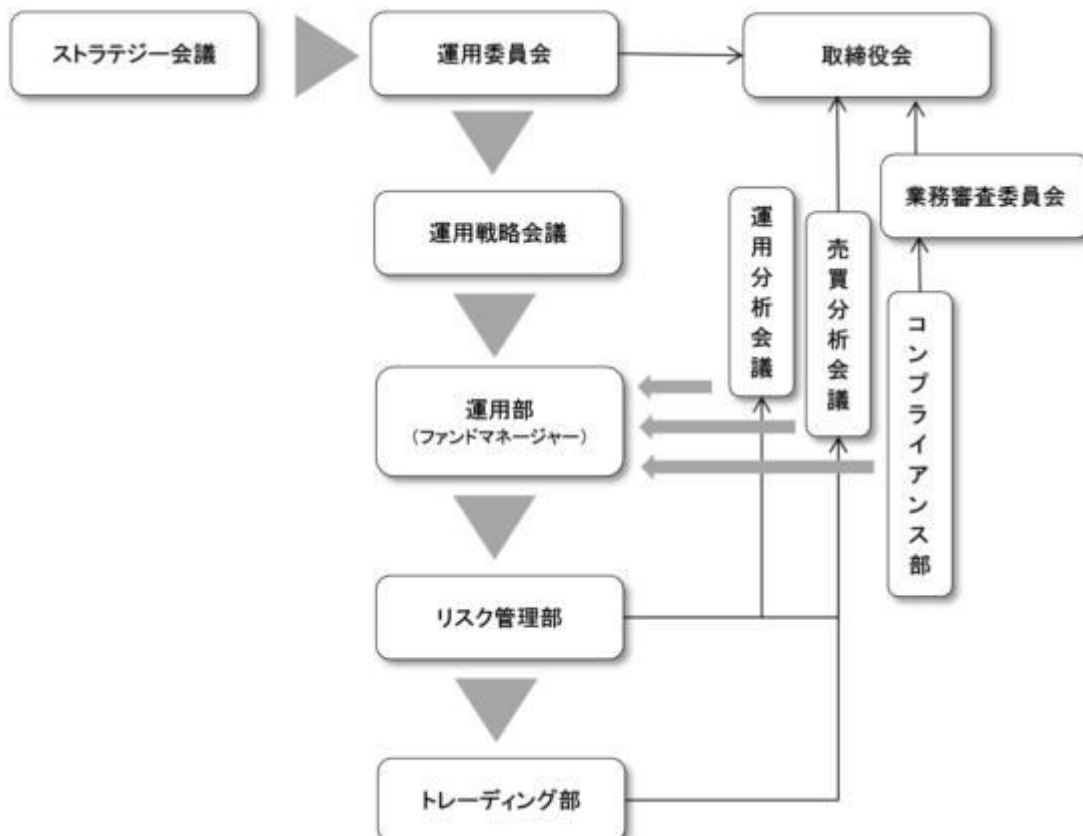 ストラテジー会議
運用委員会
取締役会
業務審査委員会
運用戦略会議
運用分析会議
売買分析会議
コンプライアンス部
運用部
（ファンドマネージャー）
リスク管理部
トレーディング部